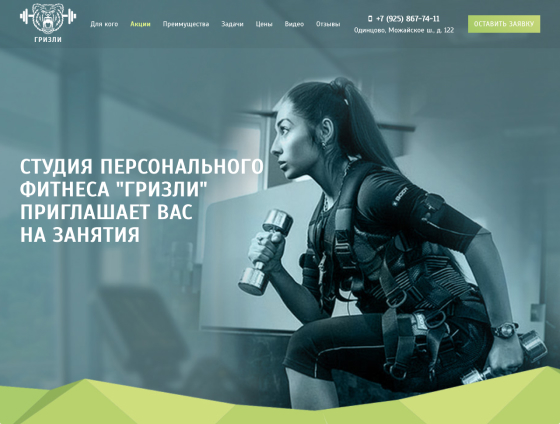 ГРИЗЛИ
Для кого Акции Преимущества Задачи Цены Видео Отзывы
+7 (925) 867-74-11
Одинцово, Можайское ш., д. 122
ОСТАВИТЬ ЗАЯВКУ
СТУДИЯ ПЕРСОНАЛЬНОГО
ФИТНЕСА "ГРИЗЛИ"
ПРИГЛАШАЕТ ВАС
НА ЗАНЯТИЯ